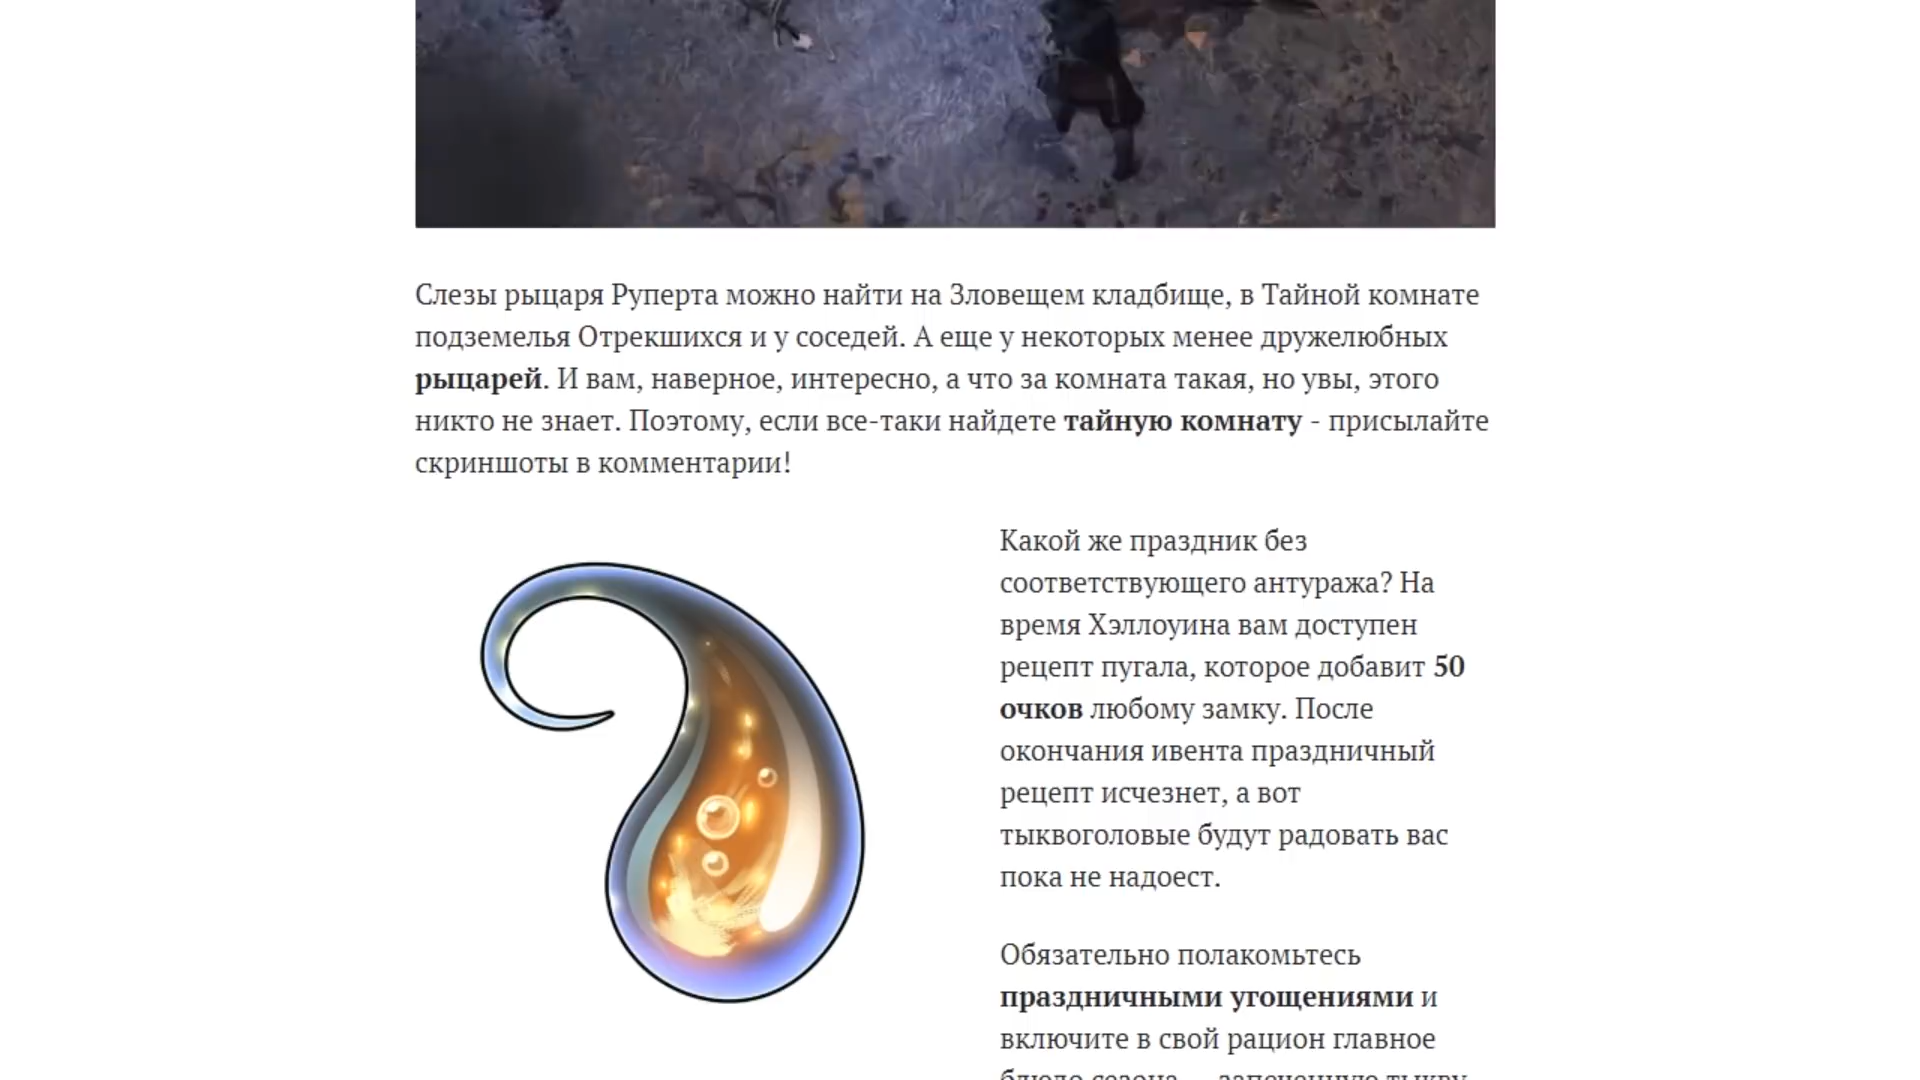 Слезы рыцаря Руперта можно найти на Зловещем кладбище, в Тайной комнате
подземелья Отрекшихся и у соседей. А еще у некоторых менее дружелюбных
рыцарей. И вам, наверное, интересно, а что за комната такая, но увы, этого
никто не знает. Поэтому, если все-таки найдете тайную комнату - присылайте
скриншоты в комментарии!
Какой же праздник без
соответствующего антуража? На
время Хэллоуина вам доступен
рецепт пугала, которое добавит 50
очков любому замку. После
окончания ивента праздничный
рецепт исчезнет, а вот
тыквоголовые будут радовать вас
пока не надоест.
Обязательно полакомьтесь
праздничными угощениями и
включите в свой рацион главное
блюдо сезона — запеченную тыкву